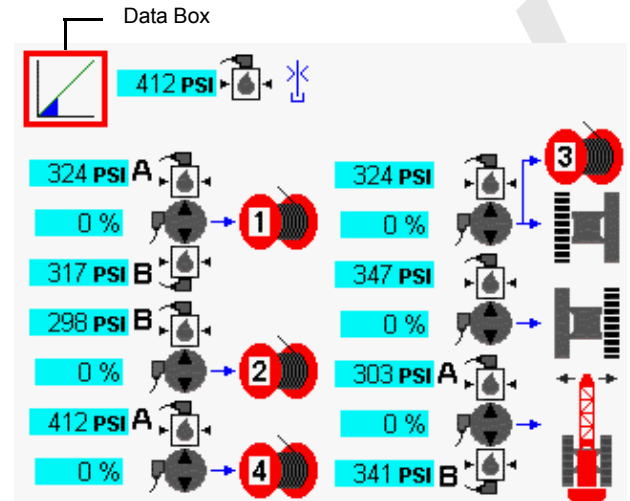 Data Box
412 PSI
324 PSI A
0 % 1
317 PSI B
298 PSI B
0 % 2
412 PSI A
0 % 4
3
324 PSI
0 %
347 PSI
0 %
303 PSI A
0 %
341 PSI B